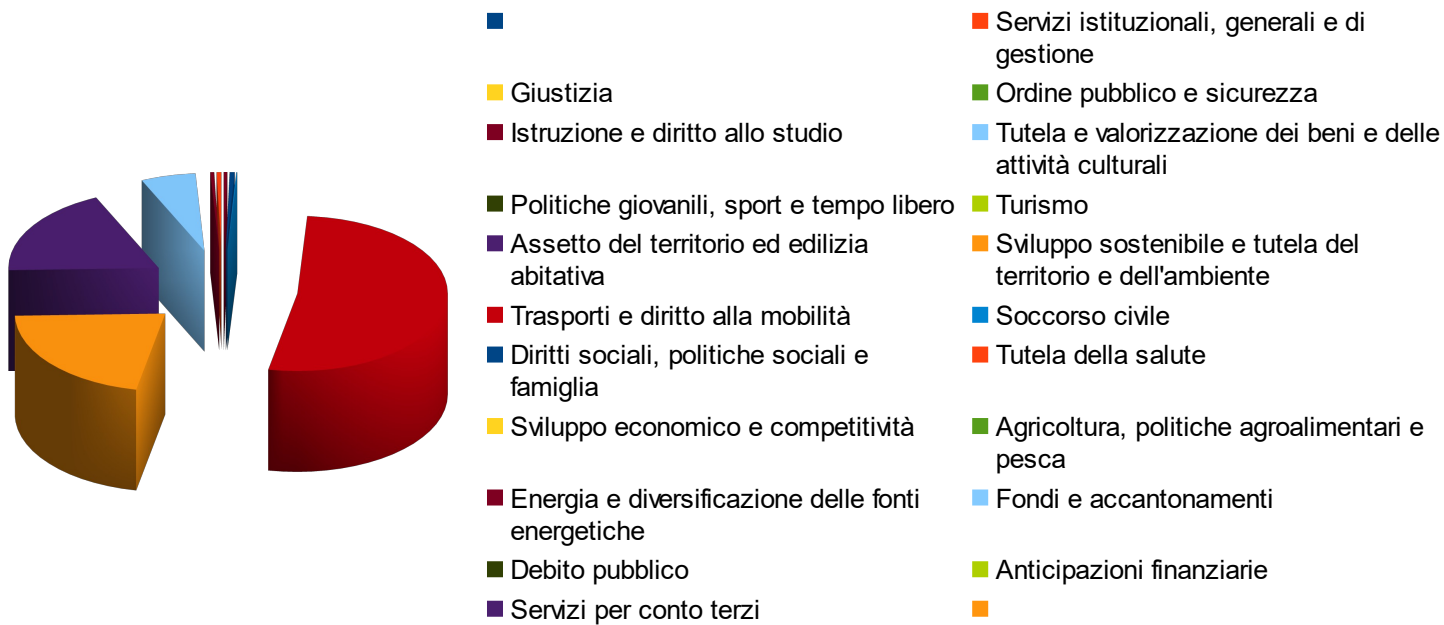 Servizi istituzionali, generali e di
gestione
Giustizia
Ordine pubblico e sicurezza
Istruzione e diritto allo studio
Tutela e valorizzazione dei beni e delle
attività culturali
Politiche giovanili, sport e tempo libero
Turismo
Assetto del territorio ed edilizia
abitativa
Sviluppo sostenibile e tutela del
territorio e dell'ambiente
Trasporti e diritto alla mobilità
Soccorso civile
Diritti sociali, politiche sociali e
famiglia
Tutela della salute
Sviluppo economico e competitività
Agricoltura, politiche agroalimentari e
pesca
Energia e diversificazione delle fonti
energetiche
Fondi e accantonamenti
Debito pubblico
Anticipazioni finanziarie
Servizi per conto terzi